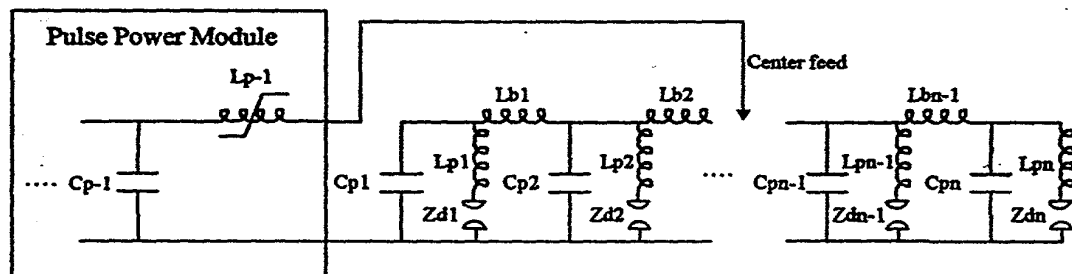 Pulse Power Module
Lp-1
Center feed
Lb1
Lb2
Lbn-1
Lp1
Lp2
Lpn-1
Lpn
.... Cp-1
Cp1
Cp2
....
Cpn-1
Cpn
Zd1
Zd2
Zdn-1
Zdn